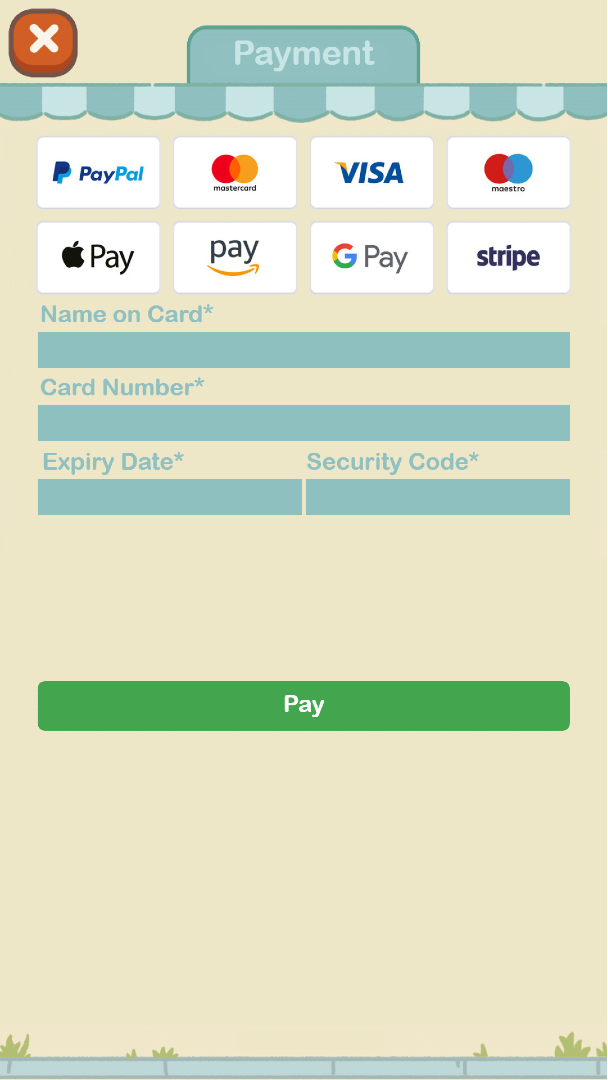 Payment
PayPal
mastercard
VISA
maestro
Pay
pay
G Pay
stripe
Name on Card*
Card Number*
Expiry Date*
Security Code*
Pay